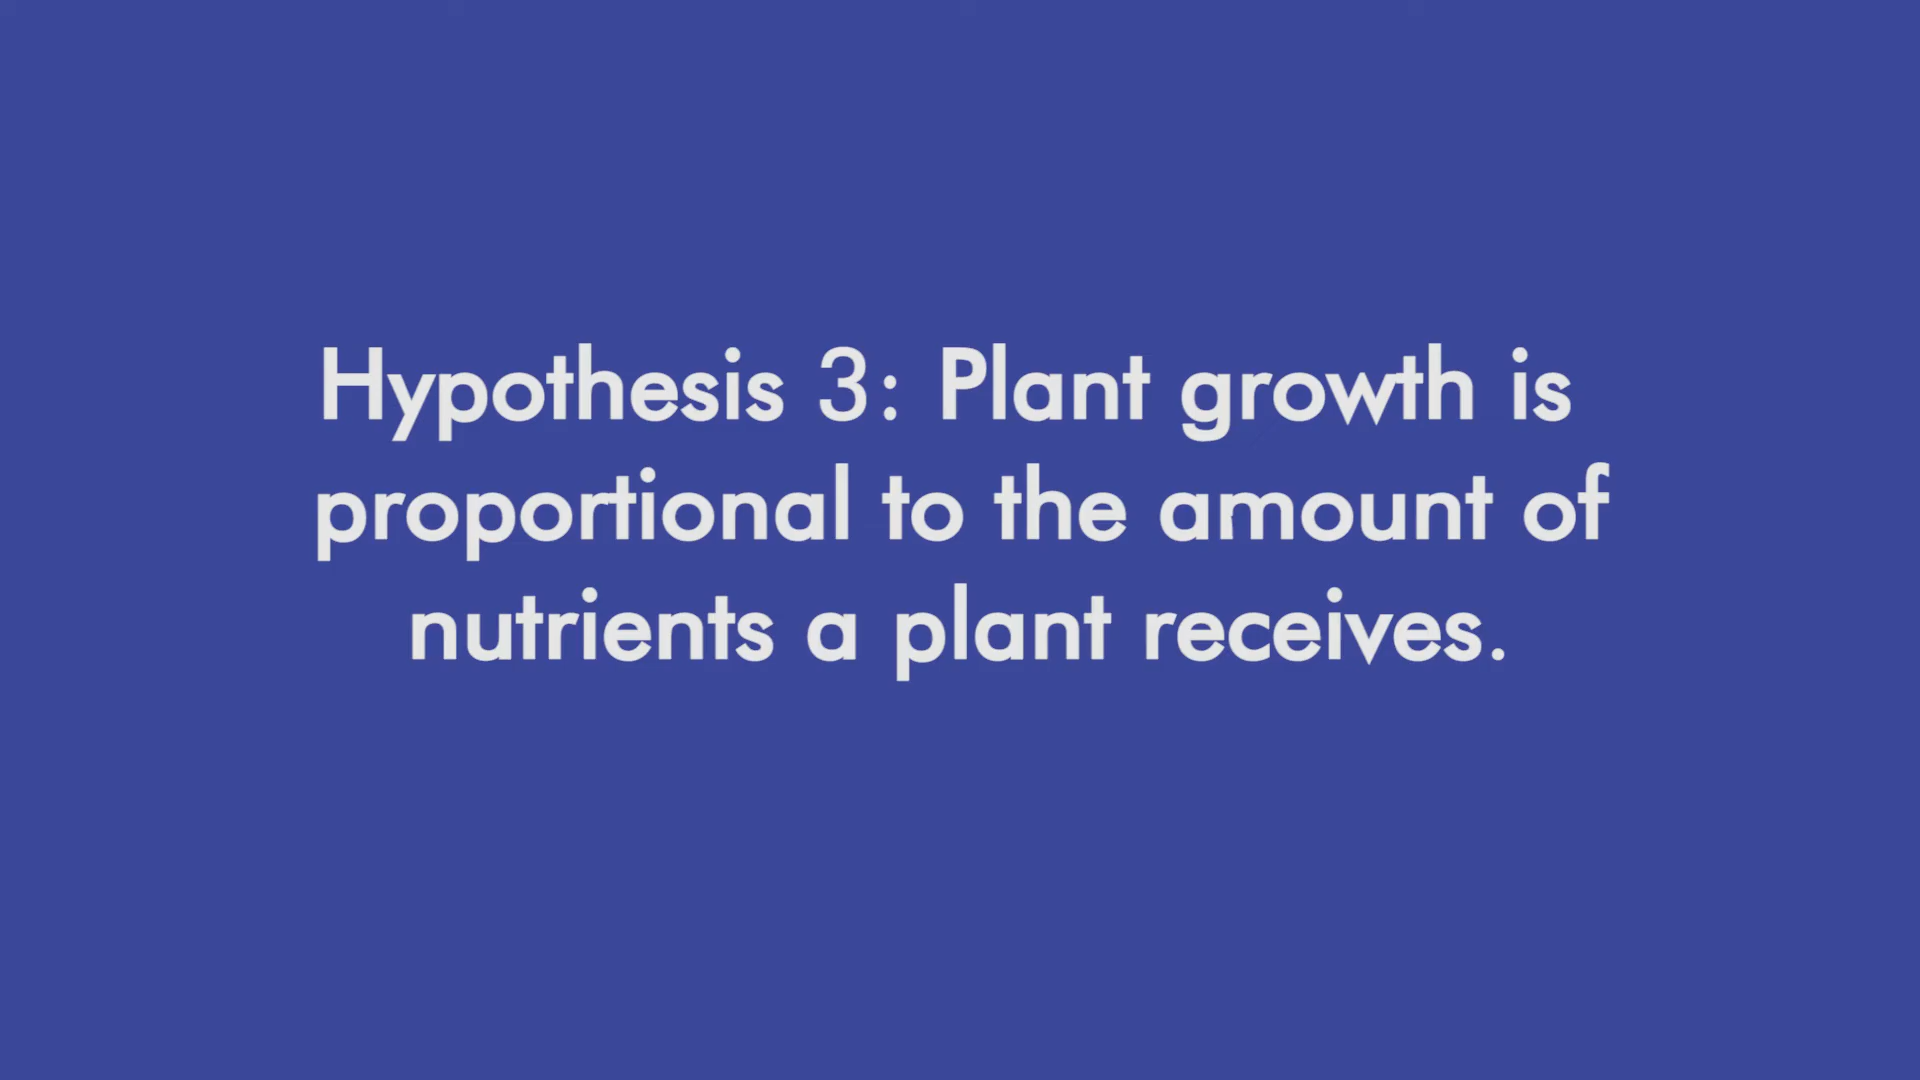 Hypothesis 3: Plant growth is
proportional to the amount of
nutrients a plant receives.